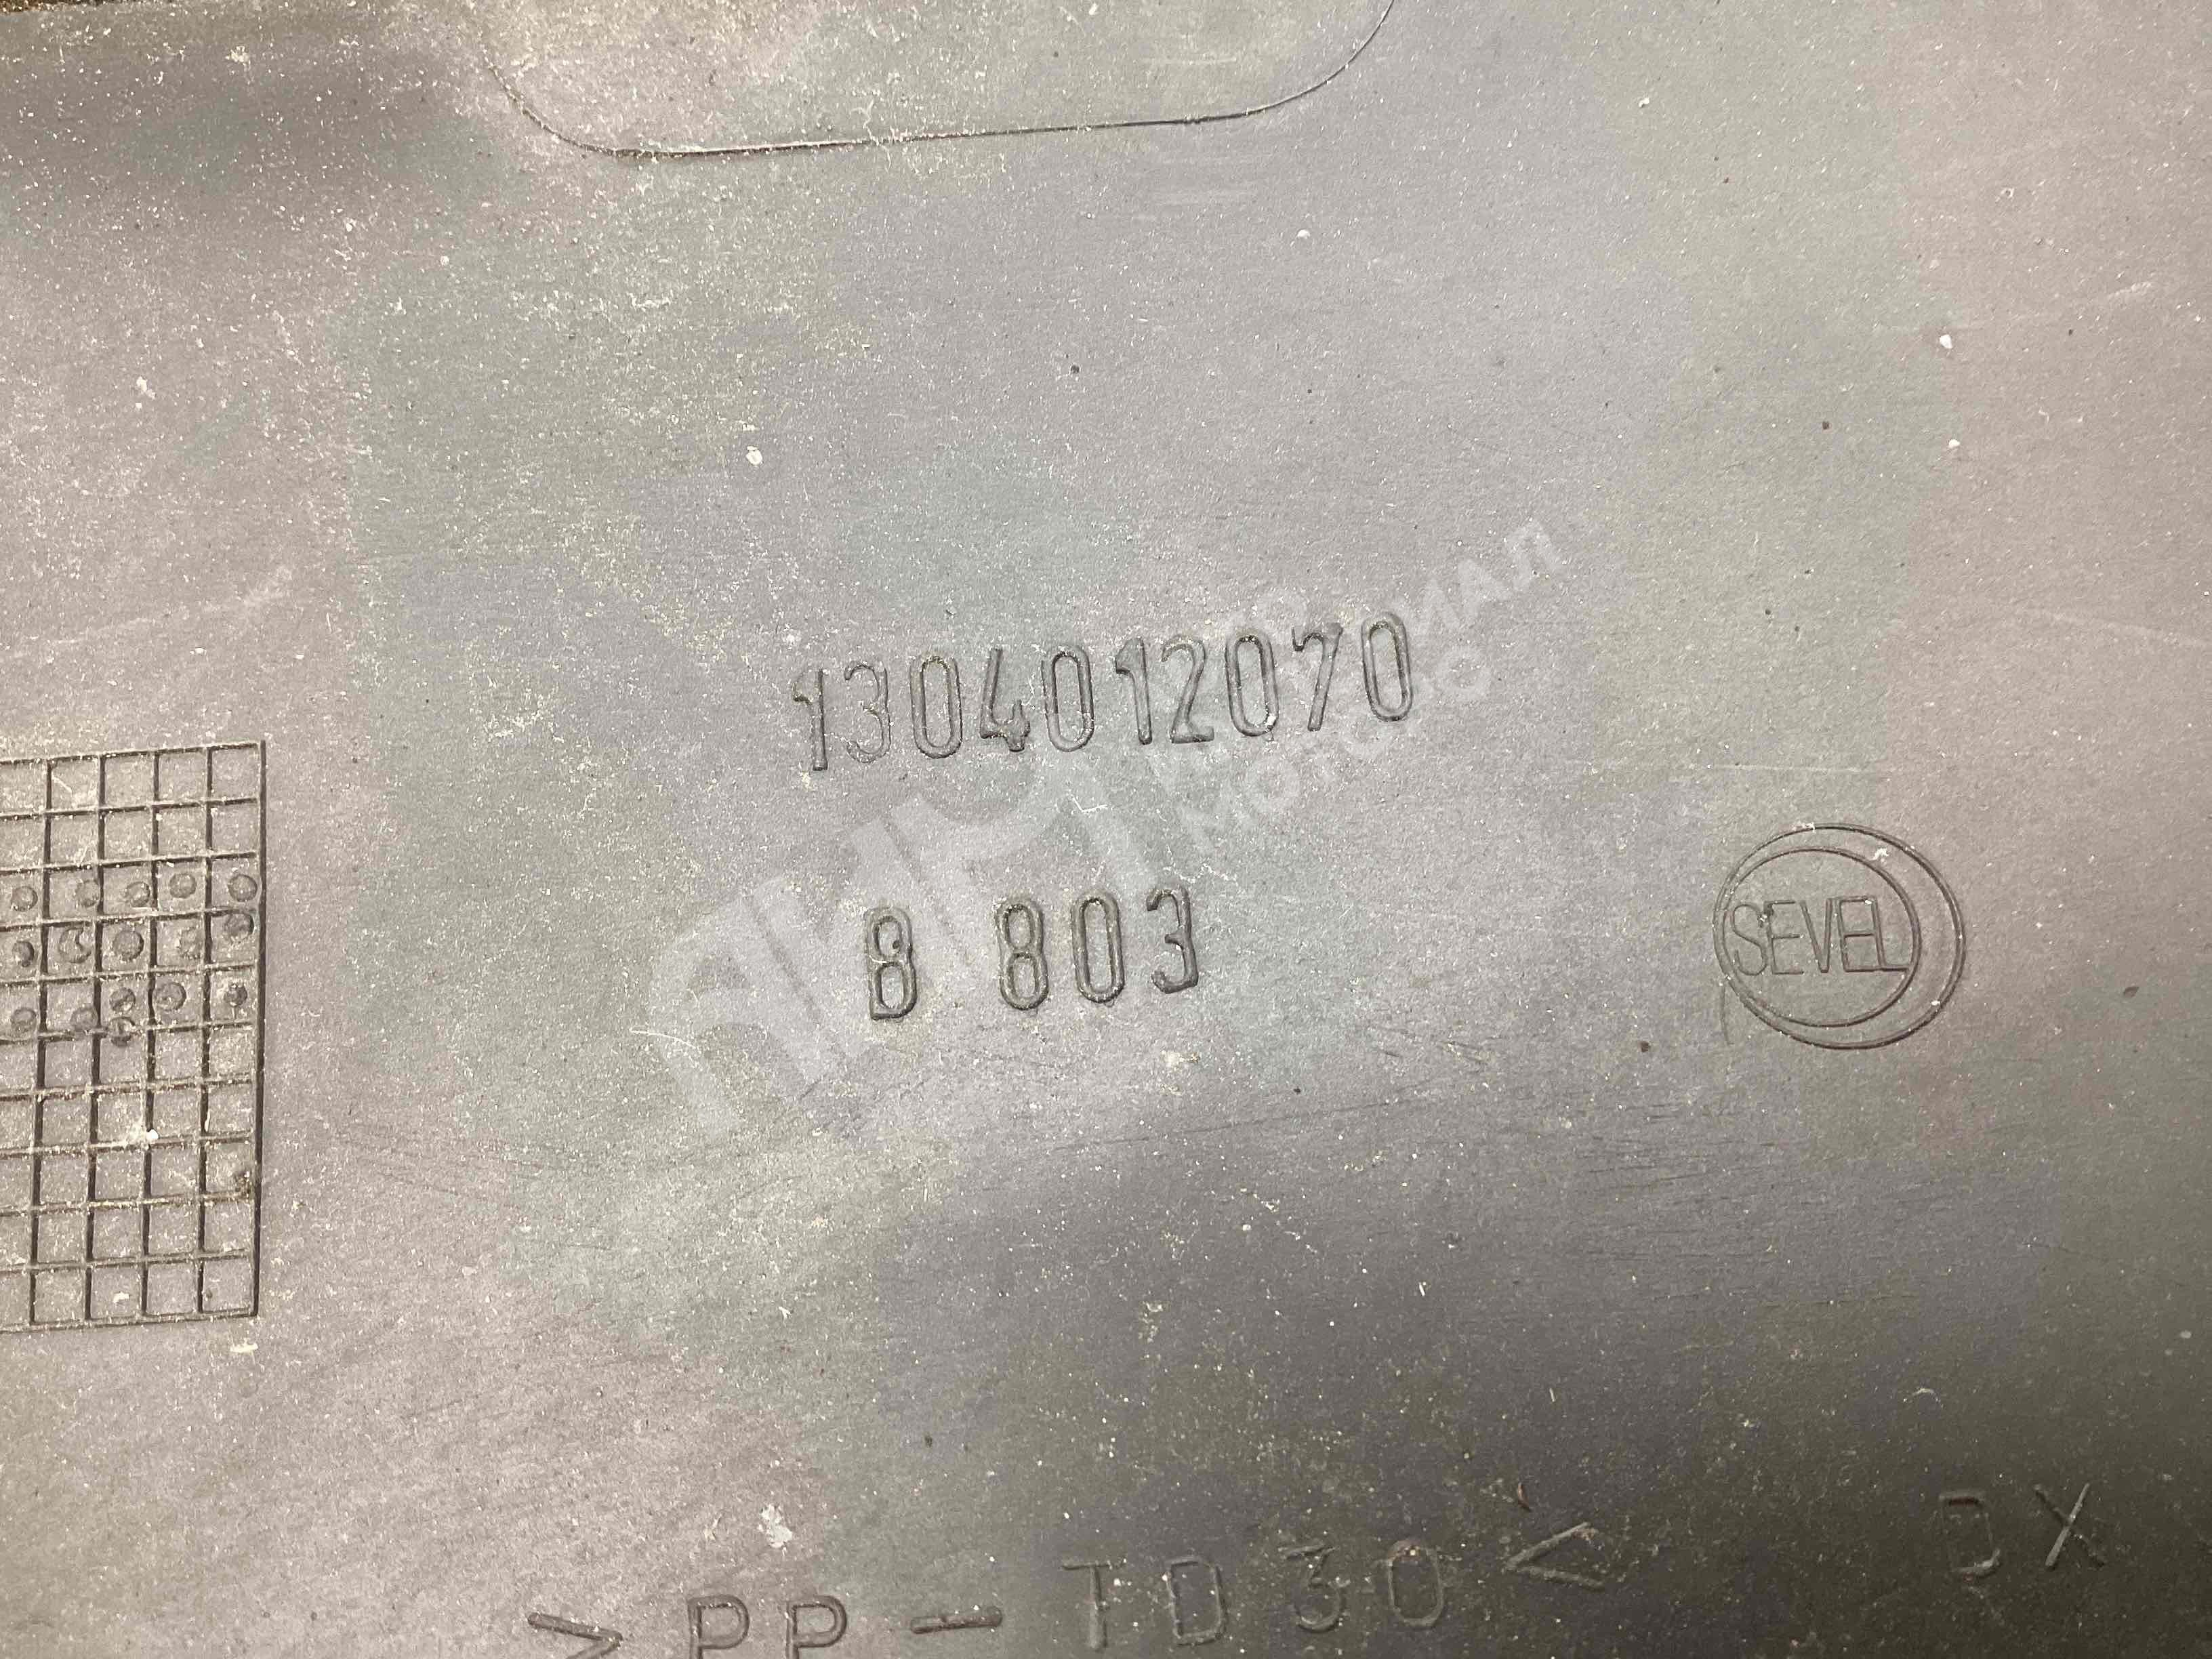 1304012070
8 803
SEVEL
>PP-TD30< DX